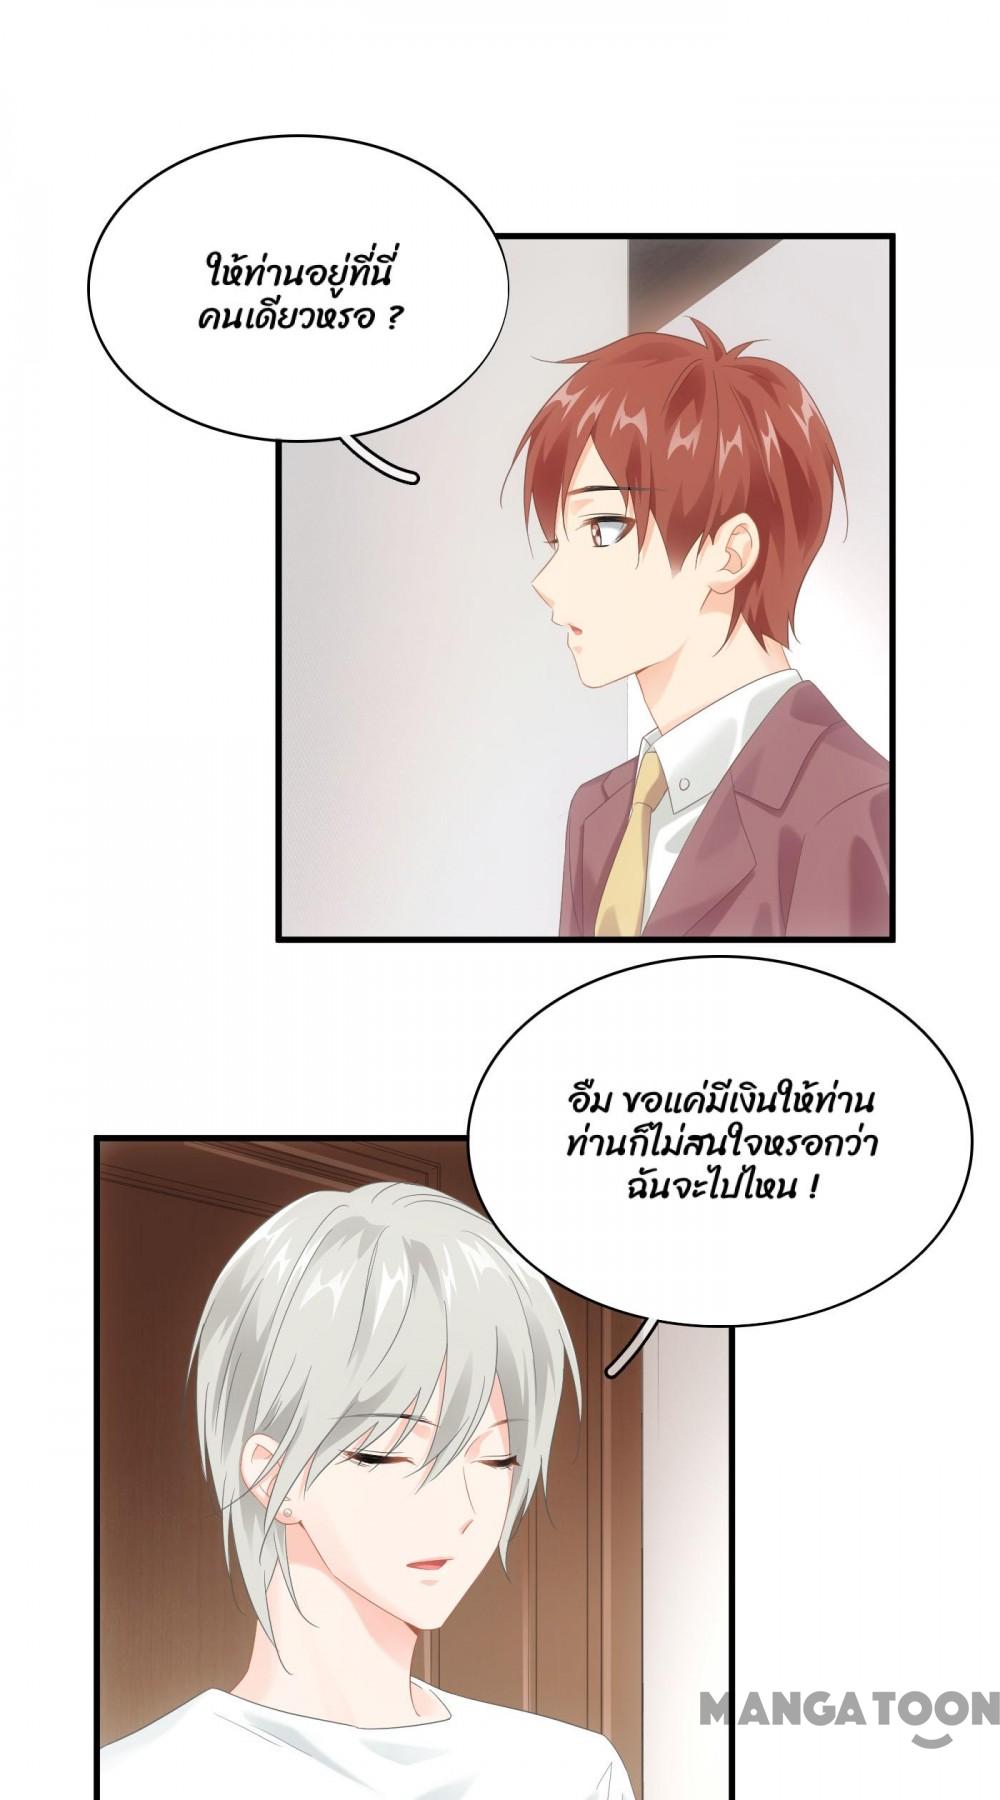 ให้ท่านอยู่ที่นี่
คนเดียวหรอ ?
อืม ขอแค่มีเงินให้ท่าน
ท่านก็ไม่สนใจหรอกว่า
ฉันจะไปไหน !
MANGATOON